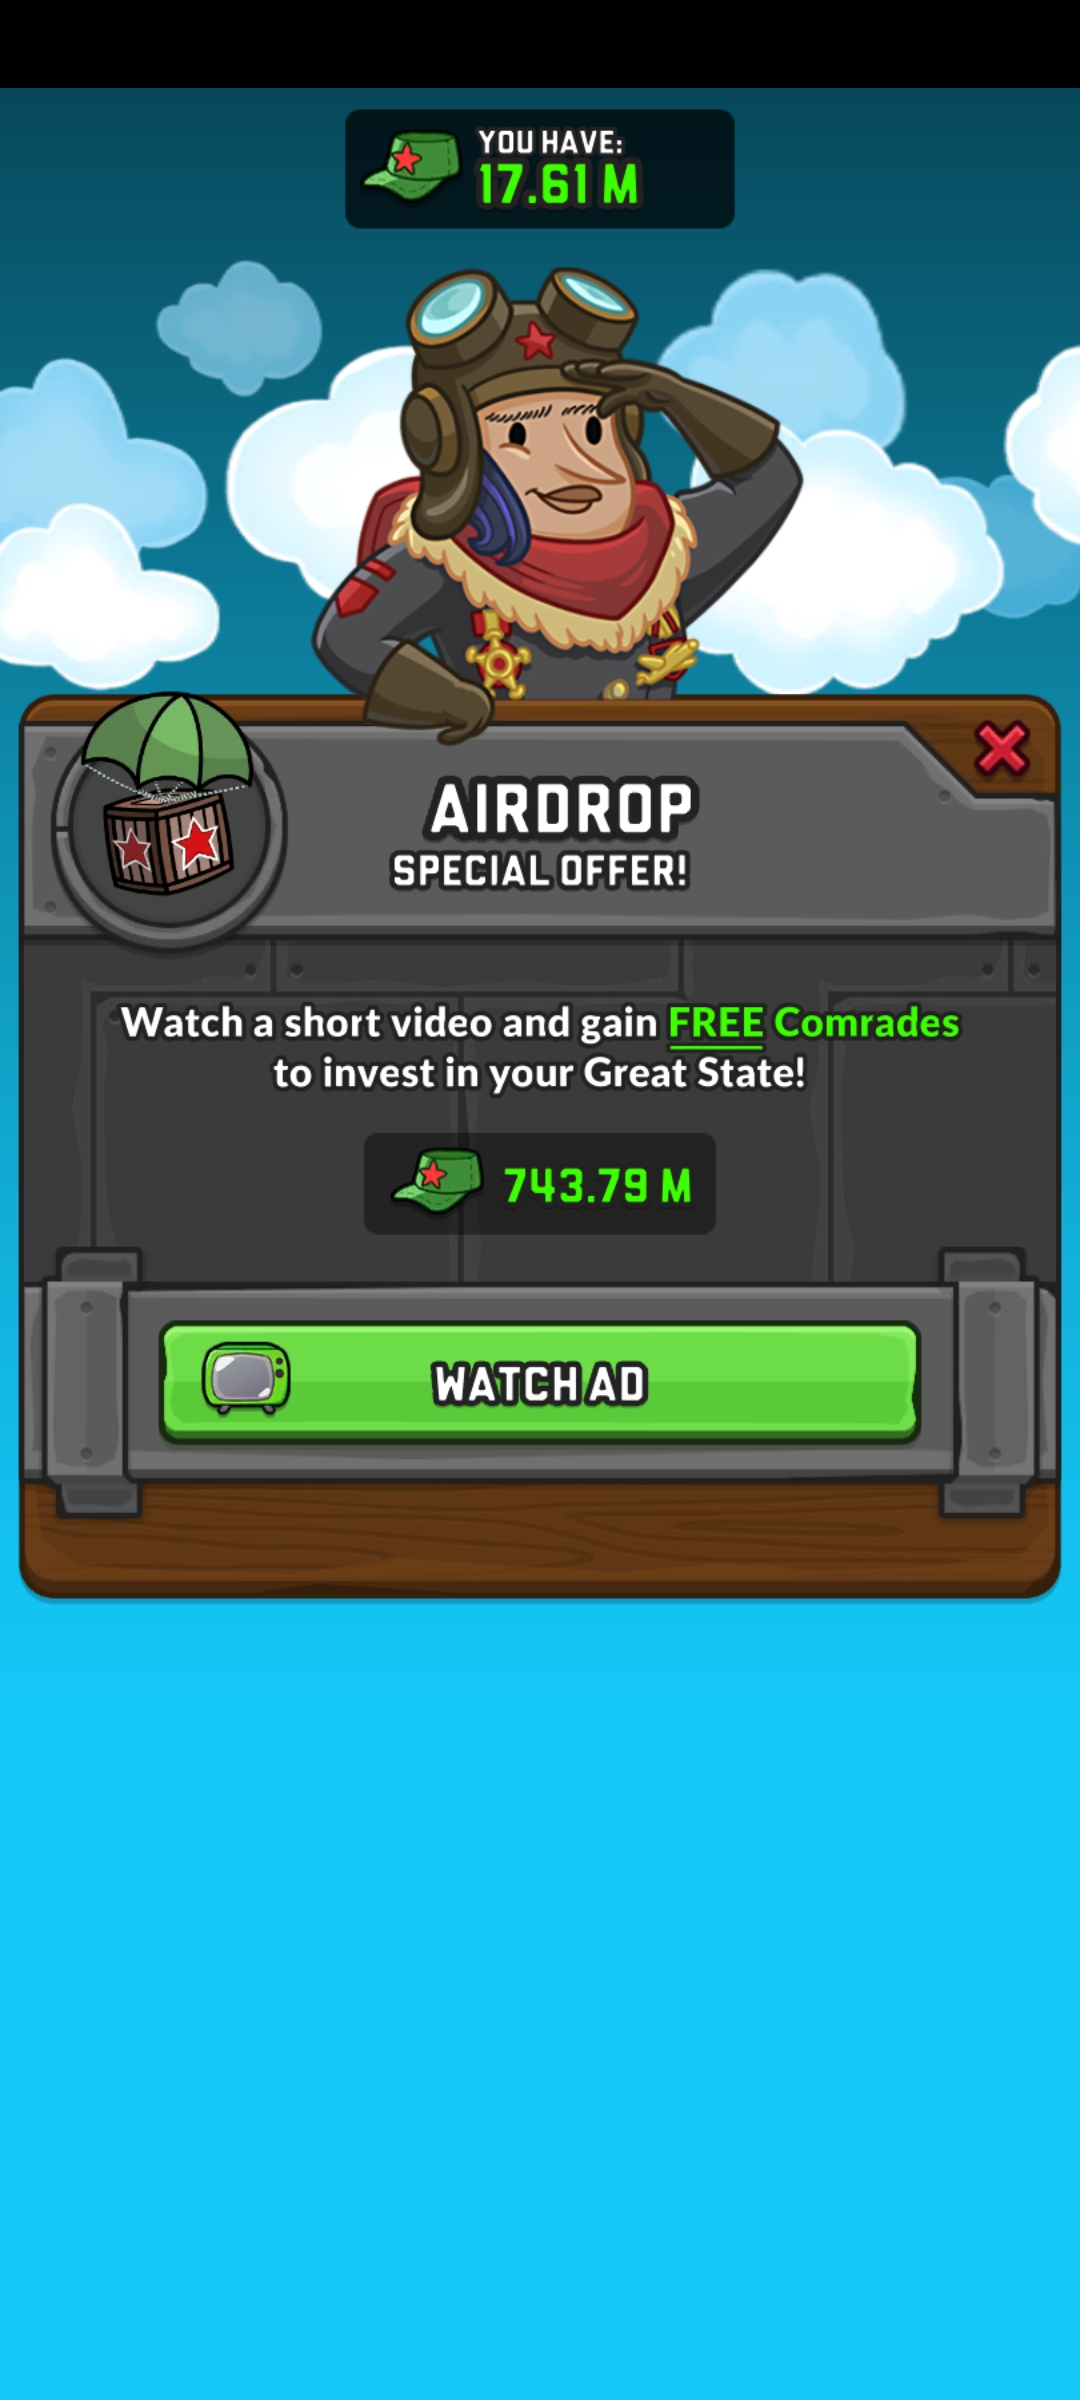 YOU HAVE:
17.61 M
AIRDROP
SPECIAL OFFER!
Watch a short video and gain FREE Comrades
to invest in your Great State!
743.79 M
WATCH AD